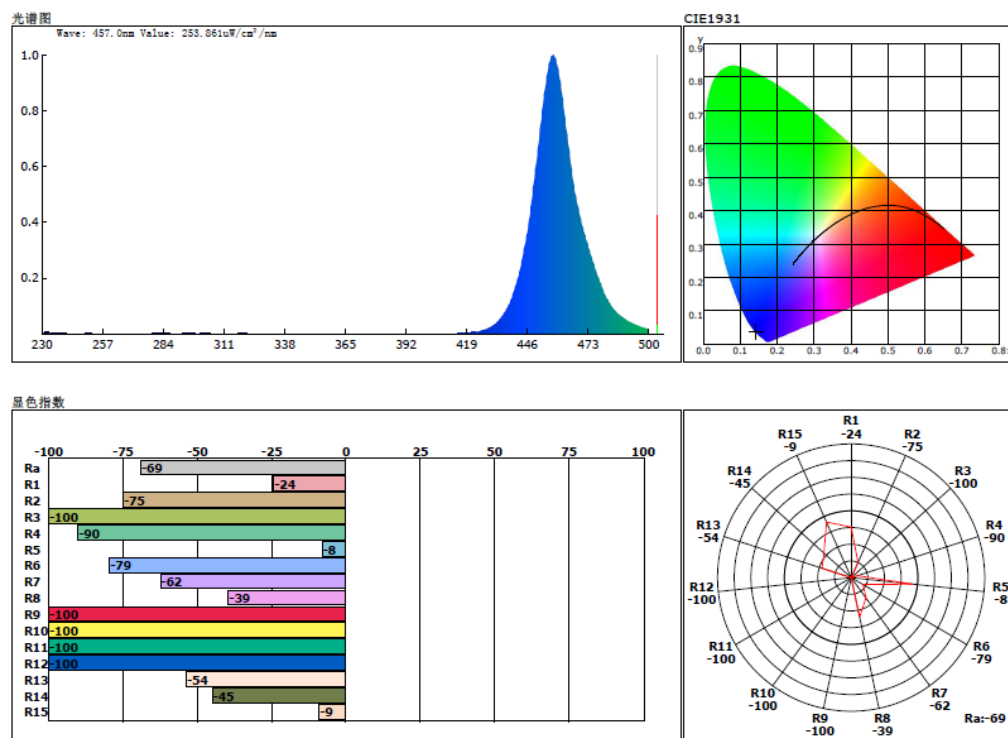 光谱图
CIE1931
Wave: 457.0nm Value: 253.861uW/cm²/nm
1.0
0.8
0.6
0.4
0.2
230 257 284 311 338 365 392 419 446 473 500
y
0.9
0.8
0.7
0.6
0.5
0.4
0.3
0.2
0.1
0.0 0.1 0.2 0.3 0.4 0.5 0.6 0.7 0.8
显色指数
-100 -75 -50 -25 0 25 50 75 100
Ra -69
R1 -24
R2 -75
R3 -100
R4 -90
R5 -8
R6 -79
R7 -62
R8 -39
R9 -100
R10 -100
R11 -100
R12 -100
R13 -54
R14 -45
R15 -9
R1
-24
R2
-75
R3
-100
R4
-90
R5
-8
R6
-79
R7
-62
R8
-39
R9
-100
R10
-100
R11
-100
R12
-100
R13
-54
R14
-45
R15
-9
Ra:-69